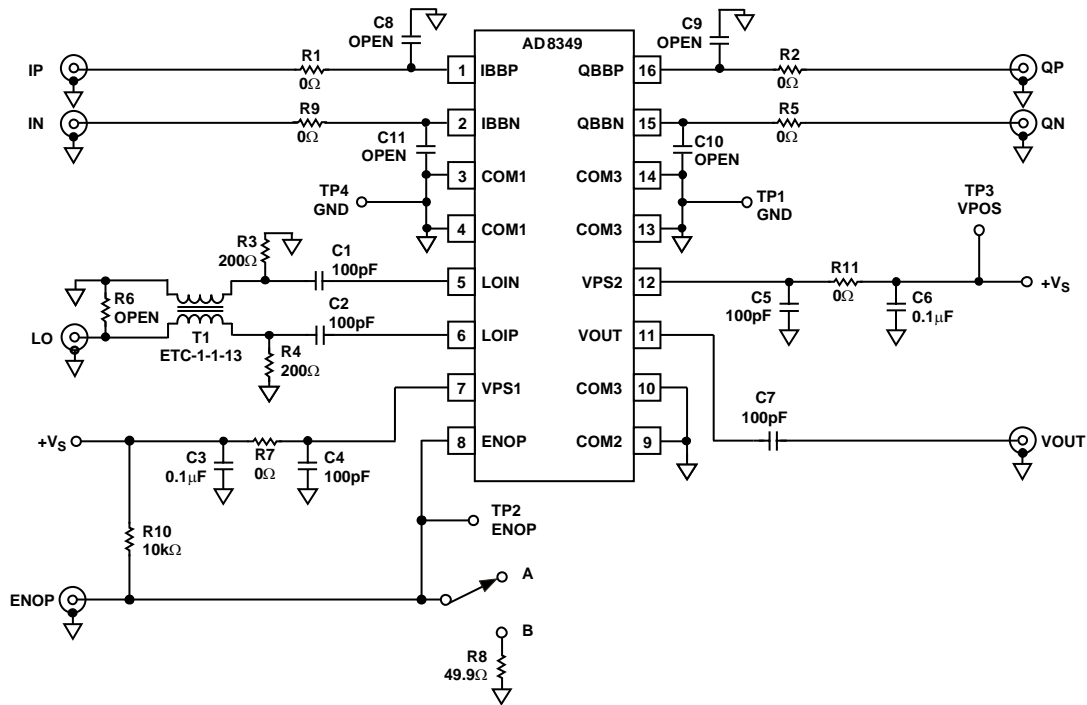 C8
OPEN
C9
OPEN
AD8349
IP
R1
0Ω
1
IBBP
QBBP
16
R2
0Ω
QP
IN
R9
0Ω
2
IBBN
QBBN
15
R5
0Ω
QN
C11
OPEN
C10
OPEN
3
COM1
COM3
14
TP4
GND
TP1
GND
TP3
VPOS
4
COM1
COM3
13
R3
200Ω
C1
100pF
5
LOIN
VPS2
12
R11
0Ω
+VS
R6
OPEN
C2
100pF
C5
100pF
C6
0.1μF
LO
T1
ETC-1-1-13
6
LOIP
VOUT
11
R4
200Ω
7
VPS1
COM3
10
C7
100pF
+VS
8
ENOP
COM2
9
VOUT
C3
0.1μF
R7
0Ω
C4
100pF
TP2
ENOP
R10
10kΩ
A
ENOP
B
R8
49.9Ω